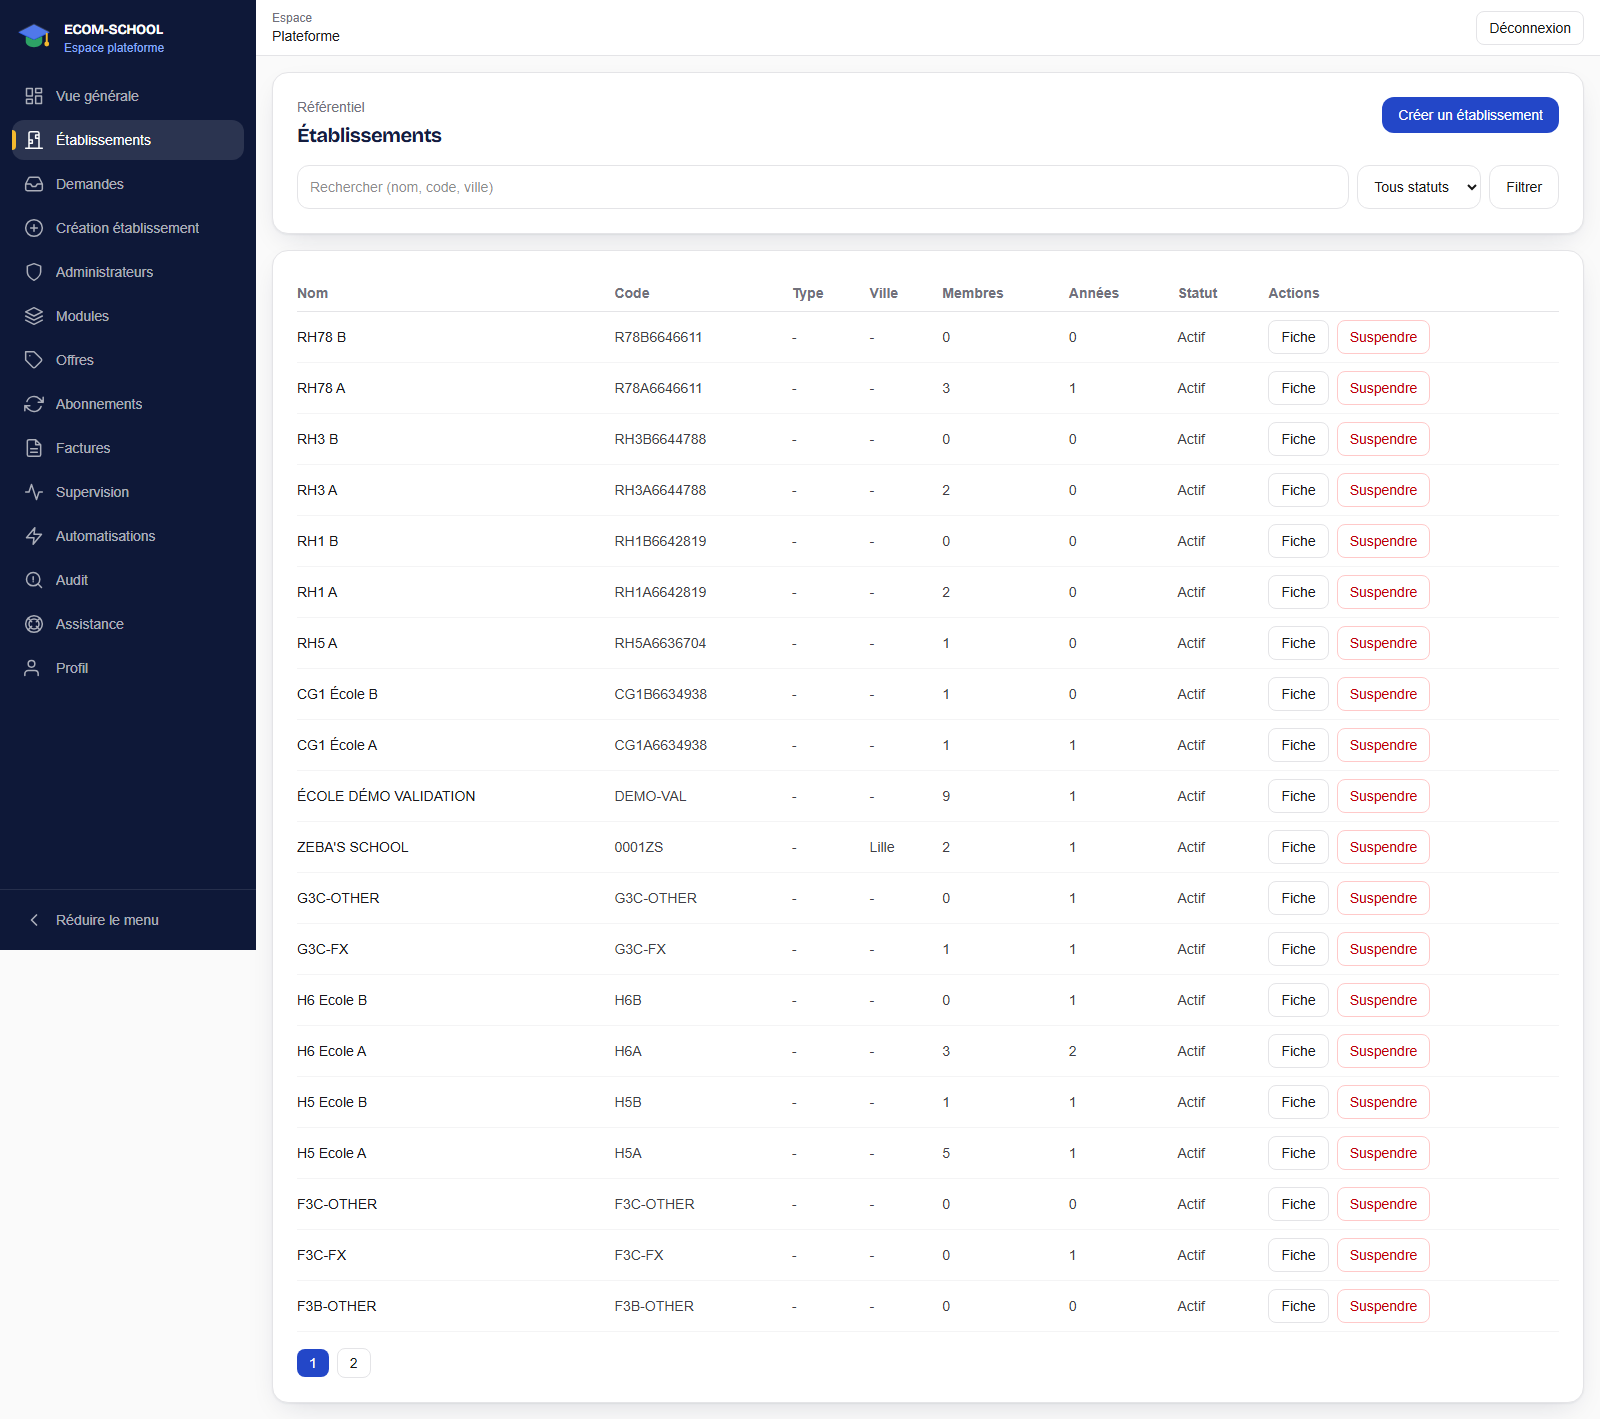 ECOM-SCHOOL
Espace plateforme
Vue générale
Établissements
Demandes
Création établissement
Administrateurs
Modules
Offres
Abonnements
Factures
Supervision
Automatisations
Audit
Assistance
Profil
Réduire le menu
Espace
Plateforme
Déconnexion
Référentiel
Établissements
Créer un établissement
Rechercher (nom, code, ville)
Tous statuts
Filtrer
Nom Code Type Ville Membres Années Statut Actions
RH78 B R78B6646611 - - 0 0 Actif Fiche Suspendre
RH78 A R78A6646611 - - 3 1 Actif Fiche Suspendre
RH3 B RH3B6644788 - - 0 0 Actif Fiche Suspendre
RH3 A RH3A6644788 - - 2 0 Actif Fiche Suspendre
RH1 B RH1B6642819 - - 0 0 Actif Fiche Suspendre
RH1 A RH1A6642819 - - 2 0 Actif Fiche Suspendre
RH5 A RH5A6636704 - - 1 0 Actif Fiche Suspendre
CG1 École B CG1B6634938 - - 1 0 Actif Fiche Suspendre
CG1 École A CG1A6634938 - - 1 1 Actif Fiche Suspendre
ÉCOLE DÉMO VALIDATION DEMO-VAL - - 9 1 Actif Fiche Suspendre
ZEBA'S SCHOOL 0001ZS - Lille 2 1 Actif Fiche Suspendre
G3C-OTHER G3C-OTHER - - 0 1 Actif Fiche Suspendre
G3C-FX G3C-FX - - 1 1 Actif Fiche Suspendre
H6 Ecole B H6B - - 0 1 Actif Fiche Suspendre
H6 Ecole A H6A - - 3 2 Actif Fiche Suspendre
H5 Ecole B H5B - - 1 1 Actif Fiche Suspendre
H5 Ecole A H5A - - 5 1 Actif Fiche Suspendre
F3C-OTHER F3C-OTHER - - 0 0 Actif Fiche Suspendre
F3C-FX F3C-FX - - 0 1 Actif Fiche Suspendre
F3B-OTHER F3B-OTHER - - 0 0 Actif Fiche Suspendre
1 2